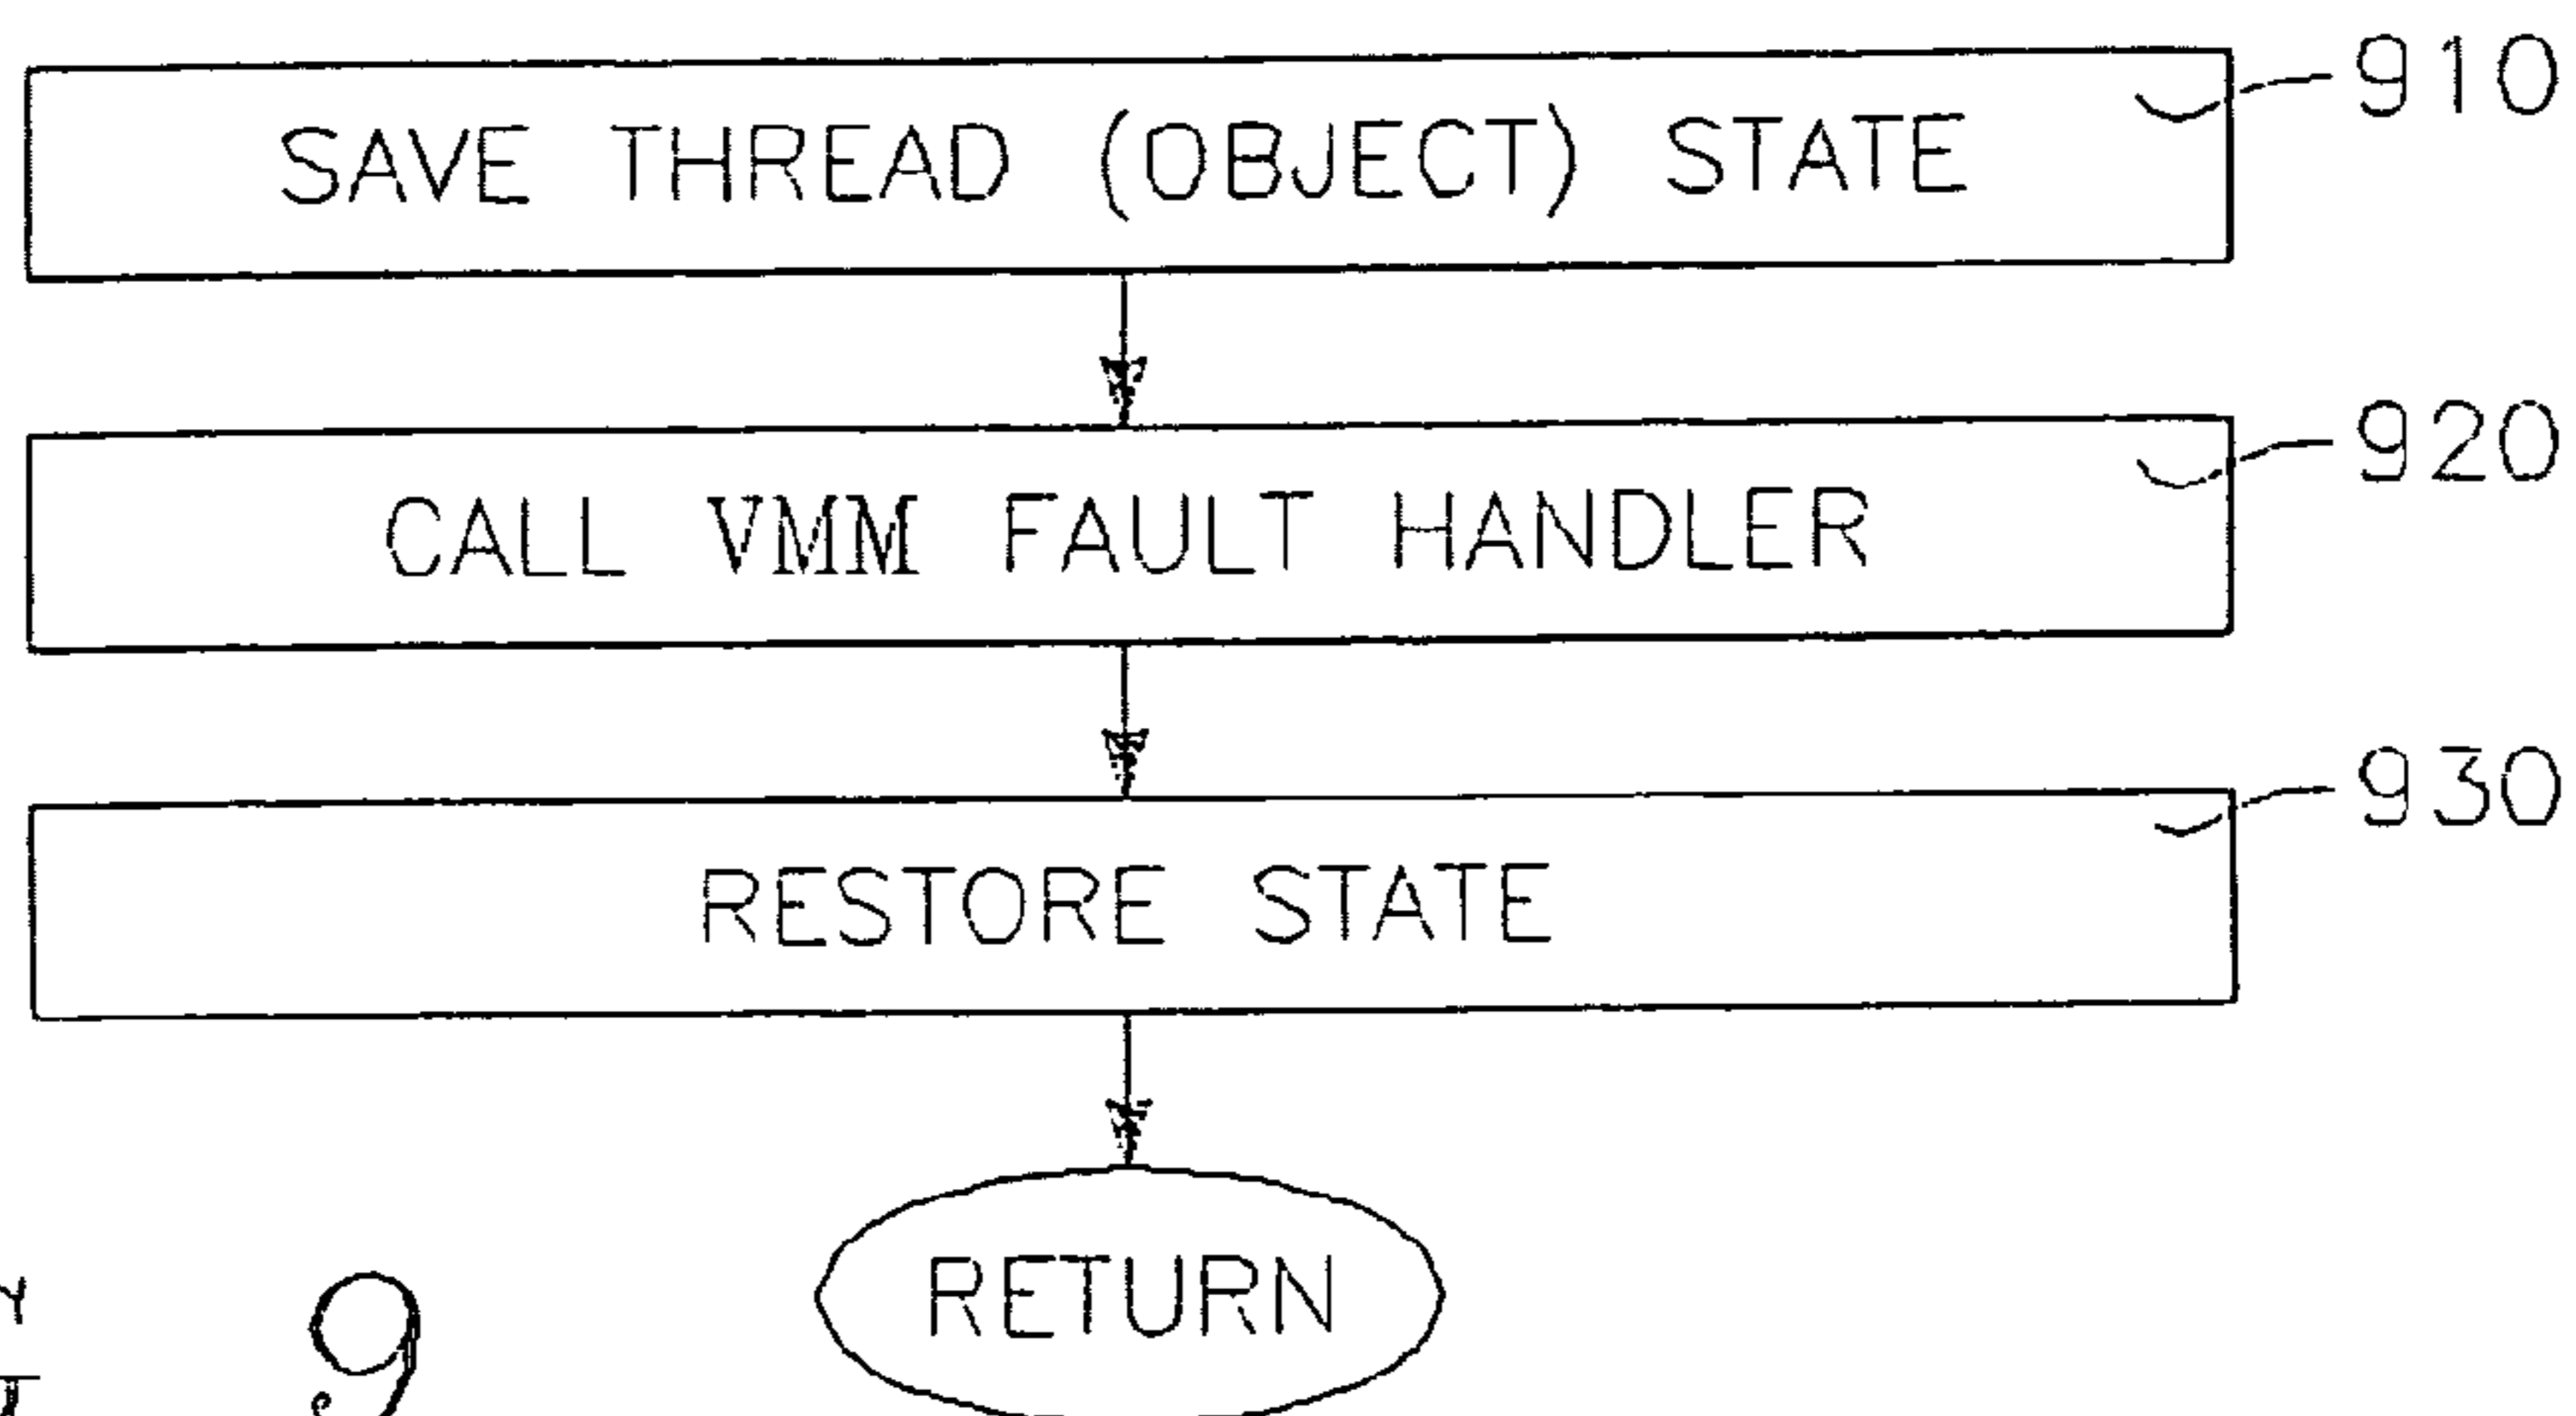 910
SAVE THREAD (OBJECT) STATE
920
CALL VMM FAULT HANDLER
930
RESTORE STATE
RETURN
9